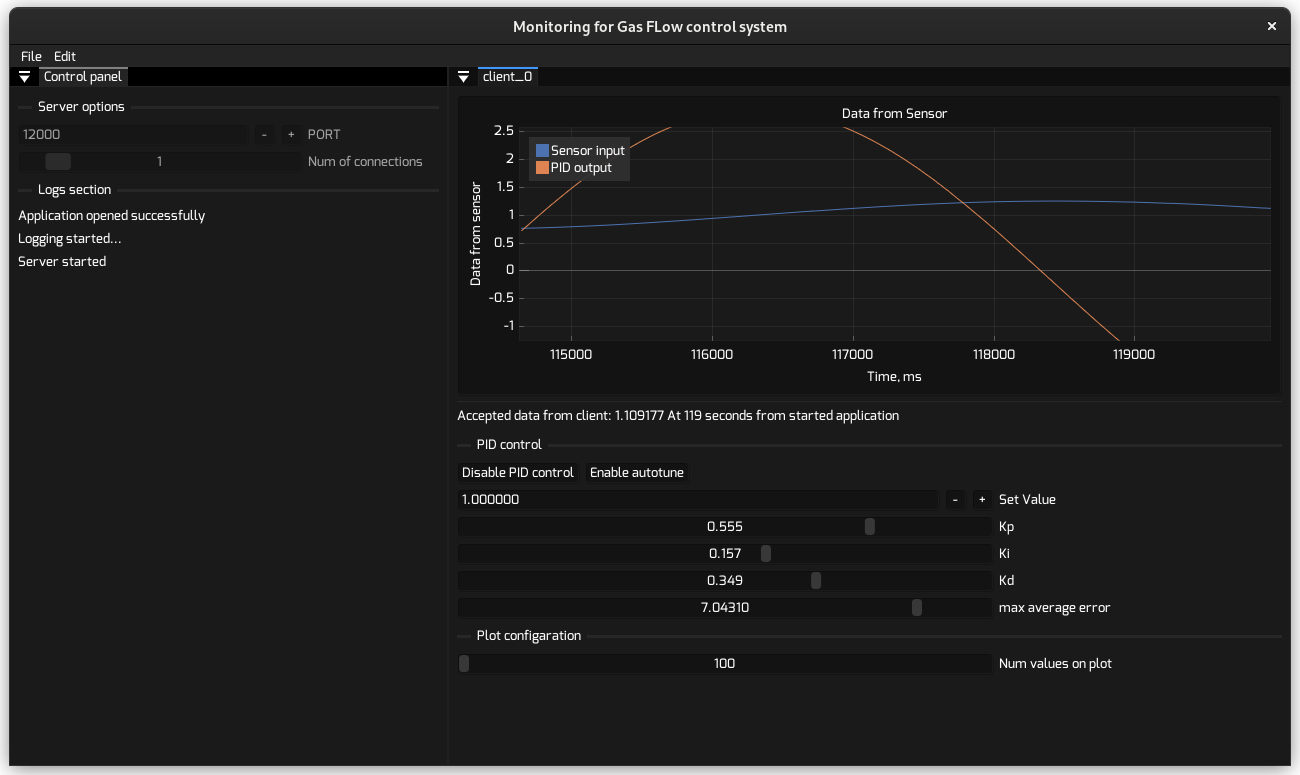 Monitoring for Gas FLow control system
File Edit
Control panel
Server options
12000 - + PORT
1 Num of connections
Logs section
Application opened successfully
Logging started...
Server started
client_0
Data from Sensor
Sensor input
PID output
Data from sensor
2.5
2
1.5
1
0.5
0
-0.5
-1
115000 116000 117000 118000 119000
Time, ms
Accepted data from client: 1.109177 At 119 seconds from started application
PID control
Disable PID control Enable autotune
1.000000 - + Set Value
0.555 Kp
0.157 Ki
0.349 Kd
7.04310 max average error
Plot configaration
100 Num values on plot